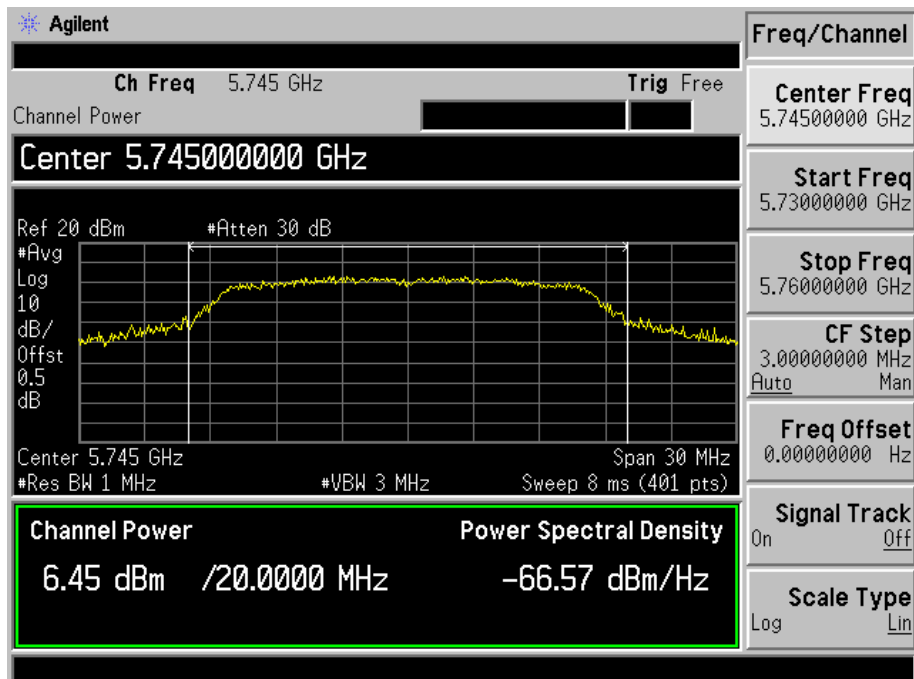 Agilent
Ch Freq 5.745 GHz Trig Free
Channel Power
Center 5.745000000 GHz
Ref 20 dBm #Atten 30 dB
#Avg
Log
10
dB/
Offst
0.5
dB
Center 5.745 GHz Span 30 MHz
#Res BW 1 MHz #VBW 3 MHz Sweep 8 ms (401 pts)
Channel Power Power Spectral Density
6.45 dBm /20.0000 MHz -66.57 dBm/Hz
Freq/Channel
Center Freq
5.74500000 GHz
Start Freq
5.73000000 GHz
Stop Freq
5.76000000 GHz
CF Step
3.00000000 MHz
Auto Man
Freq Offset
0.00000000 Hz
Signal Track
On Off
Scale Type
Log Lin